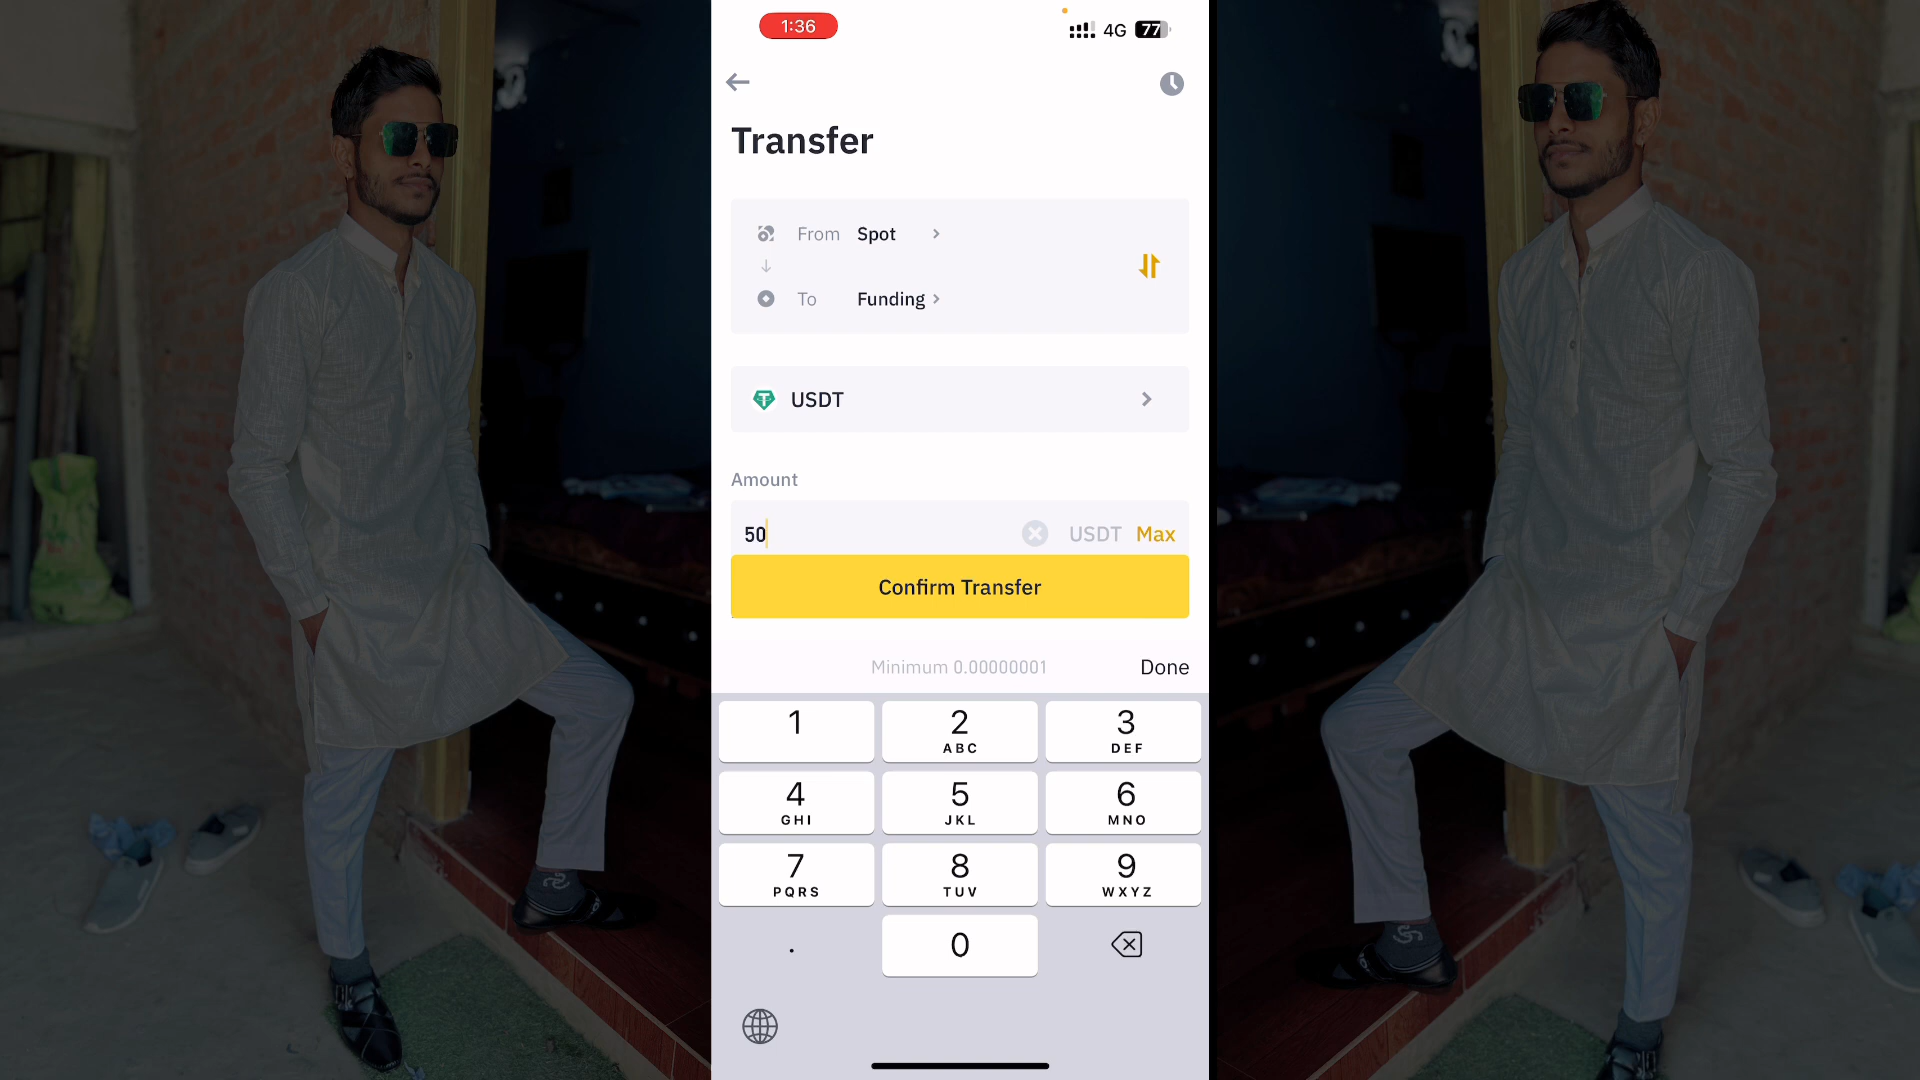 1:36
4G 77
Transfer
From Spot
To Funding
USDT
Amount
50 USDT Max
Confirm Transfer
Minimum 0.00000001 Done
1 2 3
ABC DEF
4 5 6
GHI JKL MNO
7 8 9
PQRS TUV WXYZ
. 0